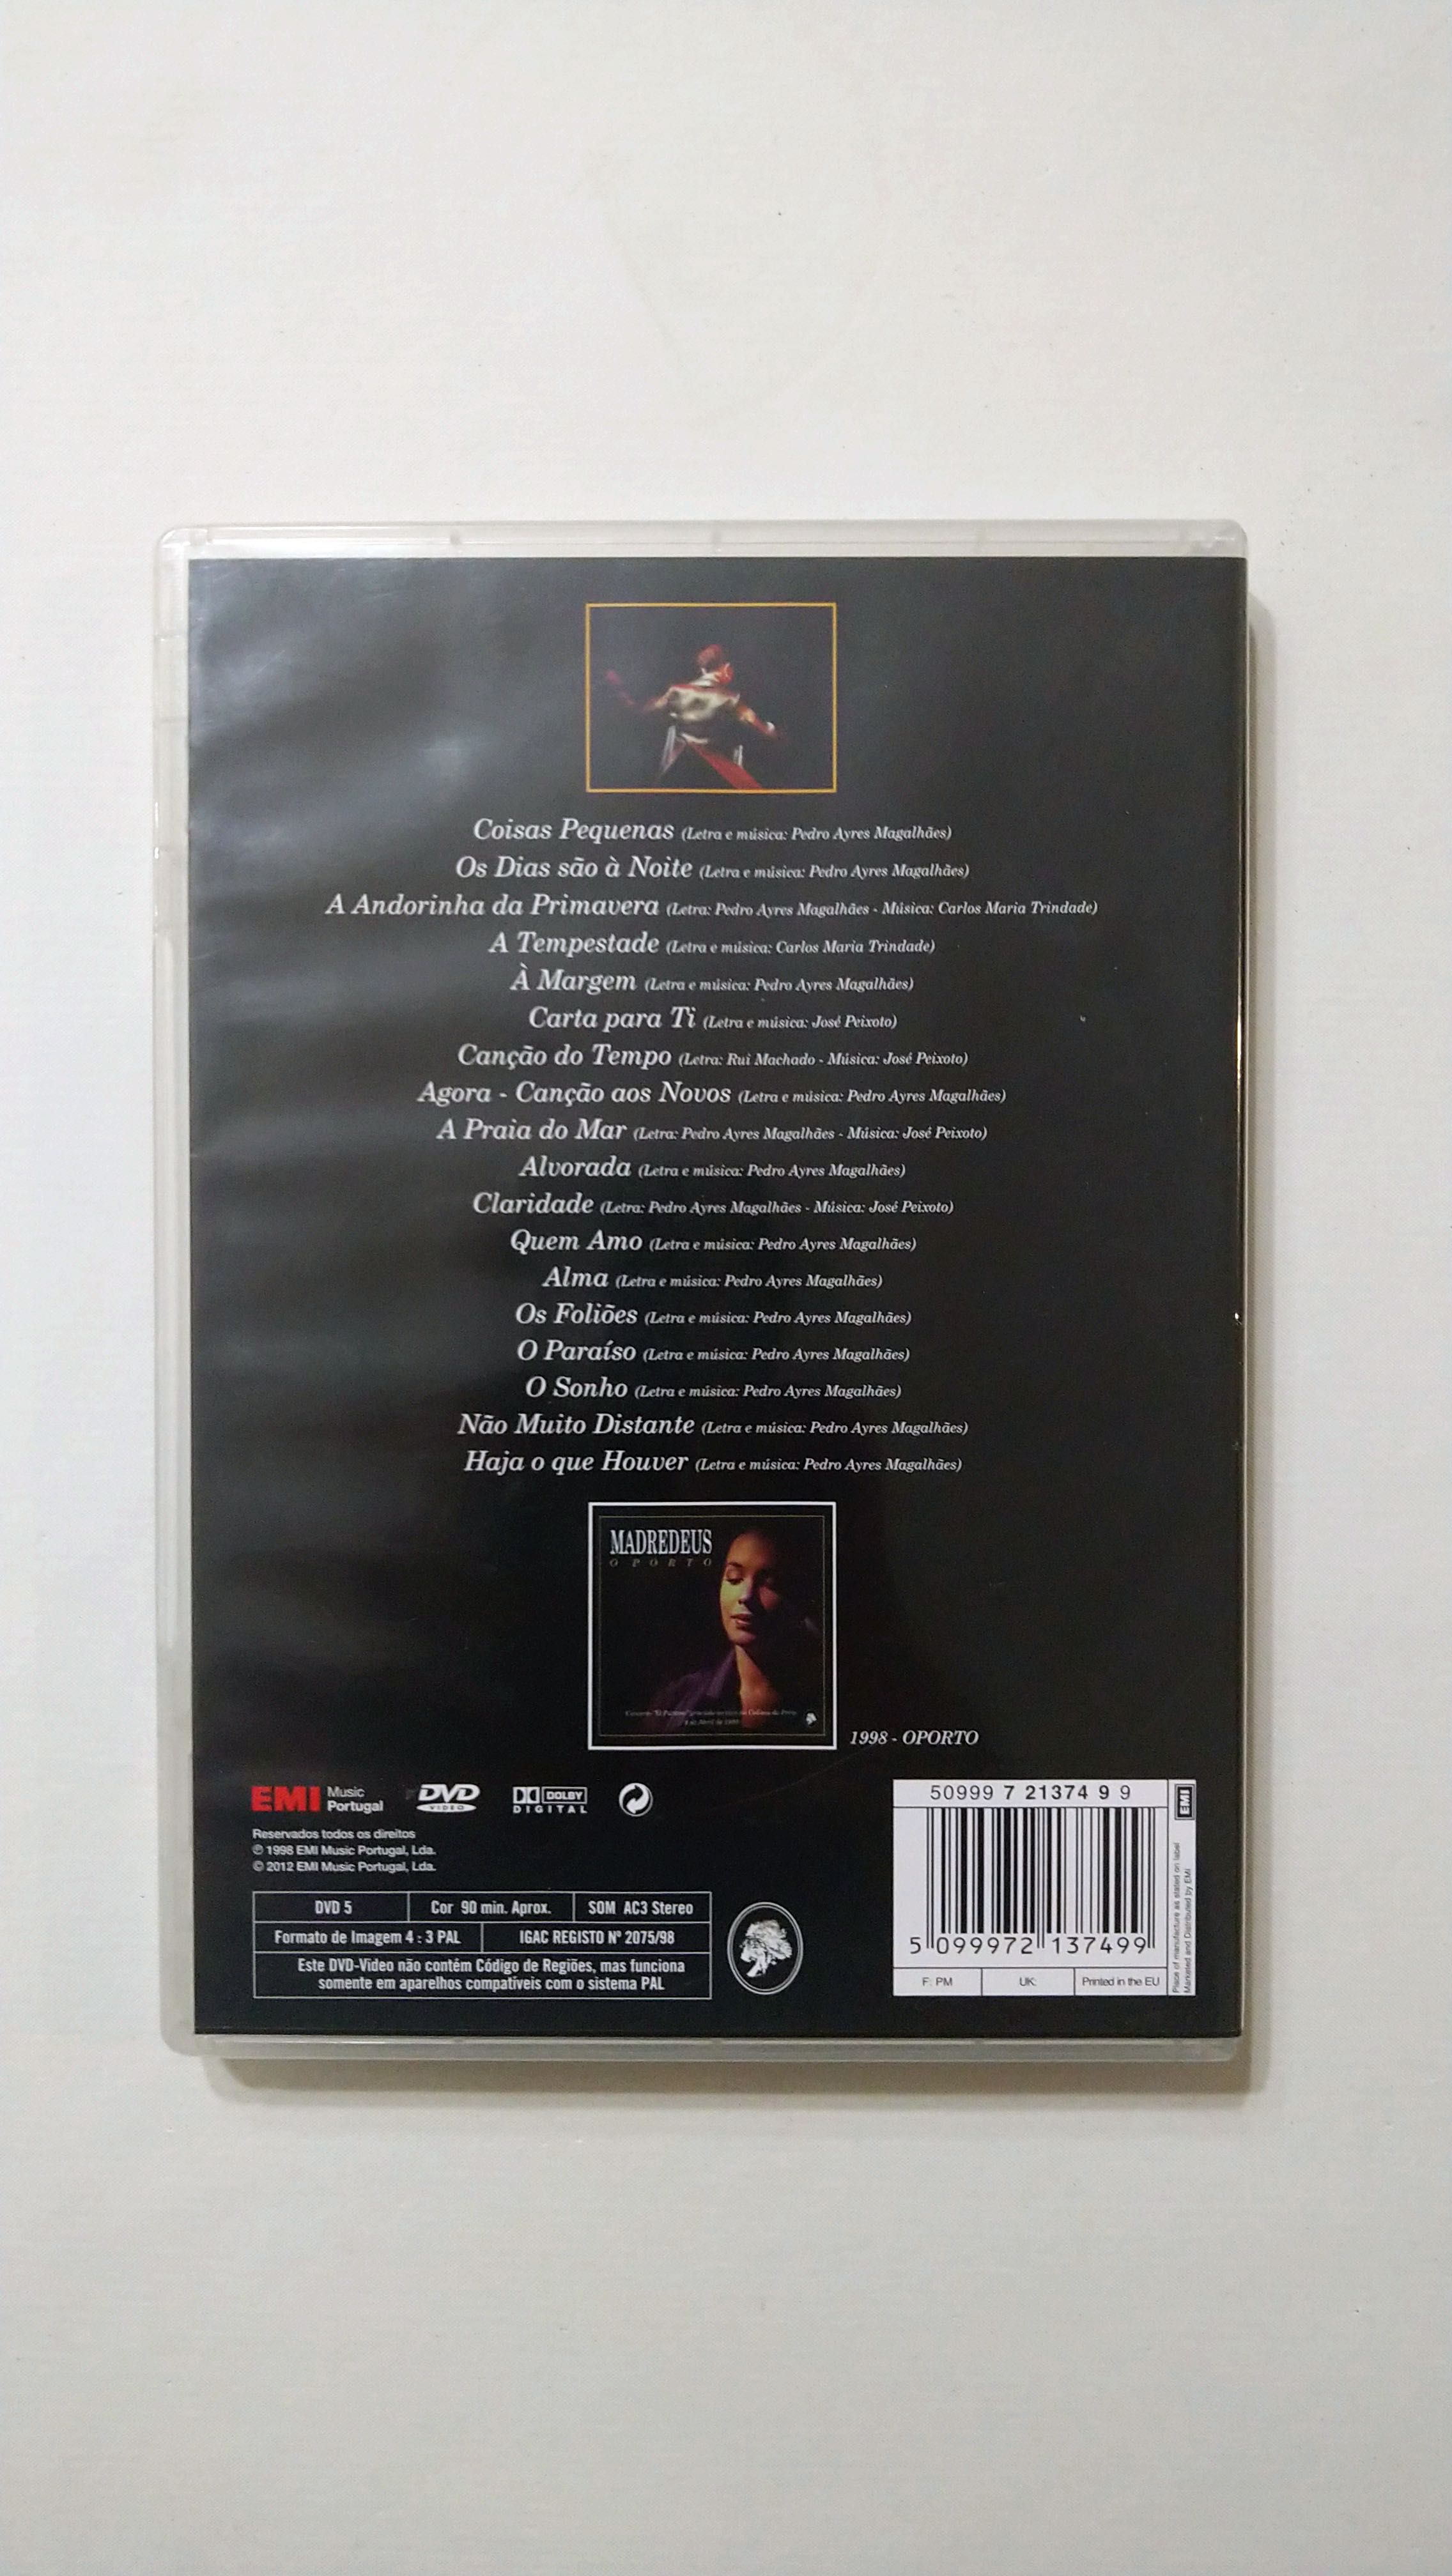 Coisas Pequenas (Letra e música: Pedro Ayres Magalhães)
Os Dias são à Noite (Letra e música: Pedro Ayres Magalhães)
A Andorinha da Primavera (Letra: Pedro Ayres Magalhães - Música: Carlos Maria Trindade)
A Tempestade (Letra e música: Carlos Maria Trindade)
À Margem (Letra e música: Pedro Ayres Magalhães)
Carta para Ti (Letra e música: José Peixoto)
Canção do Tempo (Letra: Rui Machado - Música: José Peixoto)
Agora - Canção aos Novos (Letra e música: Pedro Ayres Magalhães)
A Praia do Mar (Letra: Pedro Ayres Magalhães - Música: José Peixoto)
Alvorada (Letra e música: Pedro Ayres Magalhães)
Claridade (Letra: Pedro Ayres Magalhães - Música: José Peixoto)
Quem Amo (Letra e música: Pedro Ayres Magalhães)
Alma (Letra e música: Pedro Ayres Magalhães)
Os Foliões (Letra e música: Pedro Ayres Magalhães)
O Paraíso (Letra e música: Pedro Ayres Magalhães)
O Sonho (Letra e música: Pedro Ayres Magalhães)
Não Muito Distante (Letra e música: Pedro Ayres Magalhães)
Haja o que Houver (Letra e música: Pedro Ayres Magalhães)
MADREDEUS
O PORTO
1998 - OPORTO
EMI Music Portugal
DVD VIDEO
DOLBY DIGITAL
Reservados todos os direitos
℗ 1998 EMI Music Portugal, Lda.
© 2012 EMI Music Portugal, Lda.
DVD 5 Cor 90 min. Aprox. SOM AC3 Stereo
Formato de Imagem 4 : 3 PAL IGAC REGISTO Nº 2075/98
Este DVD-Video não contém Código de Regiões, mas funciona
somente em aparelhos compatíveis com o sistema PAL
50999 7 21374 9 9
5 099972 137499
F: PM UK: Printed in the EU
EMI
Place of manufacture as stated on label
Marketed and Distributed by EMI